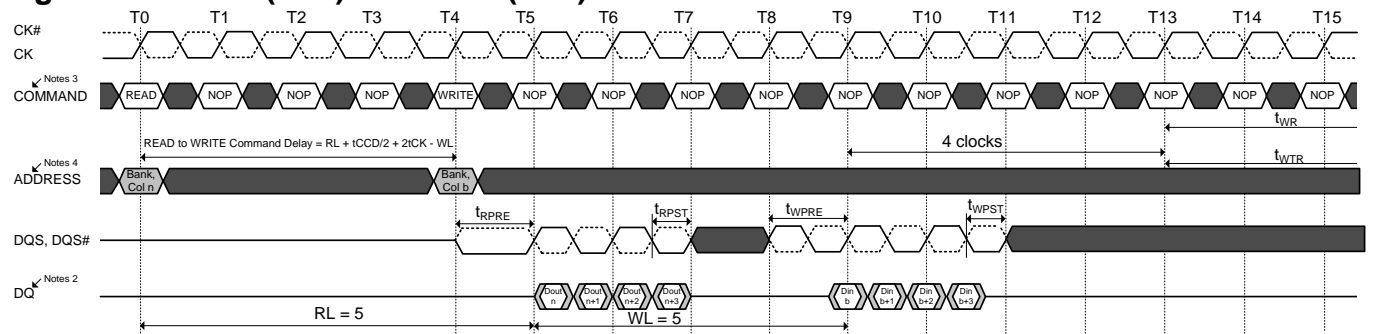 T0 T1 T2 T3 T4 T5 T6 T7 T8 T9 T10 T11 T12 T13 T14 T15
CK#
CK
Notes 3
COMMAND READ NOP NOP NOP WRITE NOP NOP NOP NOP NOP NOP NOP NOP NOP NOP NOP
tWR
READ to WRITE Command Delay = RL + tCCD/2 + 2tCK - WL
4 clocks
tWTR
Notes 4
ADDRESS Bank, Col n Bank, Col b
tRPRE tRPST tWPRE tWPST
DQS, DQS#
Notes 2
DQ Dout n Dout n+1 Dout n+2 Dout n+3 Din b Din b+1 Din b+2 Din b+3
RL = 5 WL = 5